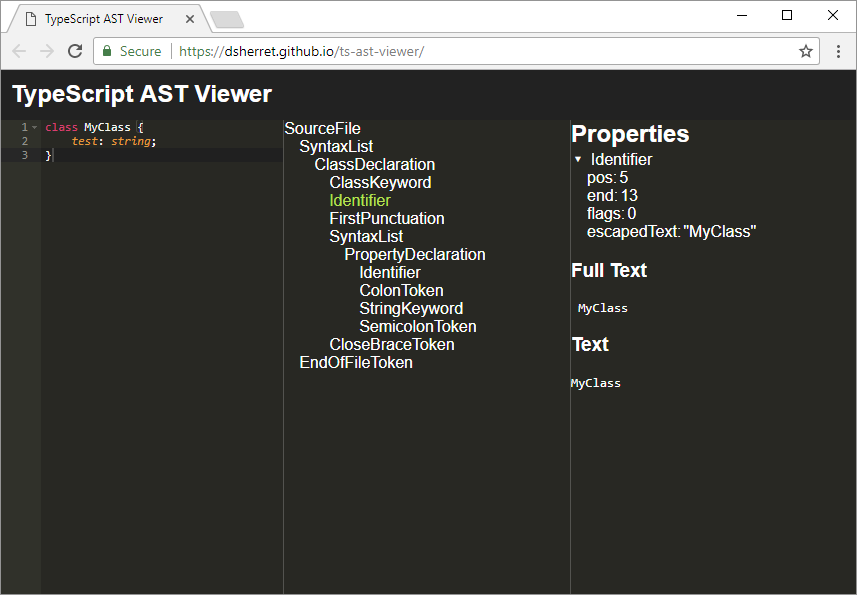 TypeScript AST Viewer
Secure
https://dsherret.github.io/ts-ast-viewer/
TypeScript AST Viewer
1 class MyClass {
2 test: string;
3 }
SourceFile
SyntaxList
ClassDeclaration
ClassKeyword
Identifier
FirstPunctuation
SyntaxList
PropertyDeclaration
Identifier
ColonToken
StringKeyword
SemicolonToken
CloseBraceToken
EndOfFileToken
Properties
Identifier
pos: 5
end: 13
flags: 0
escapedText: "MyClass"
Full Text
MyClass
Text
MyClass